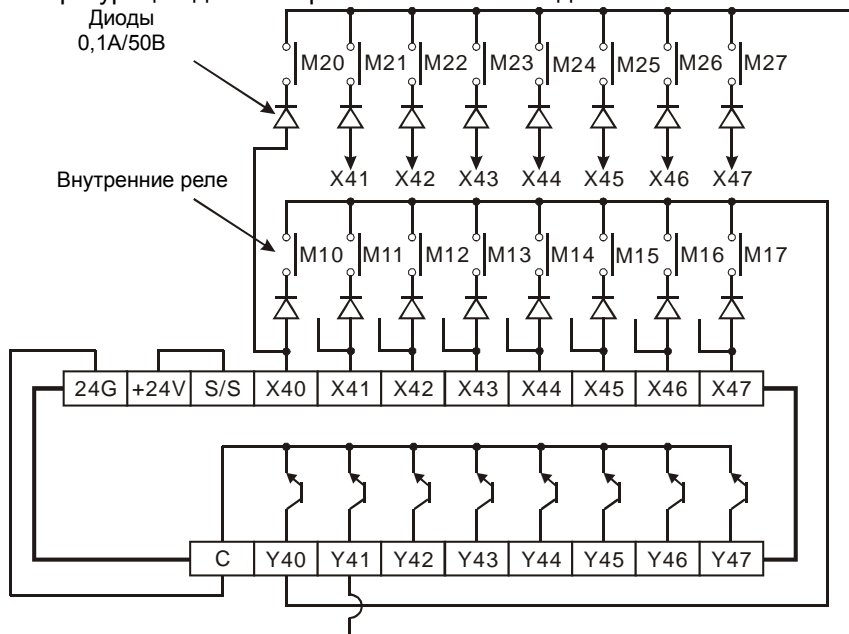 Диоды
0,1А/50В
M20 M21 M22 M23 M24 M25 M26 M27
X41 X42 X43 X44 X45 X46 X47
Внутренние реле
M10 M11 M12 M13 M14 M15 M16 M17
24G +24V S/S X40 X41 X42 X43 X44 X45 X46 X47
C Y40 Y41 Y42 Y43 Y44 Y45 Y46 Y47